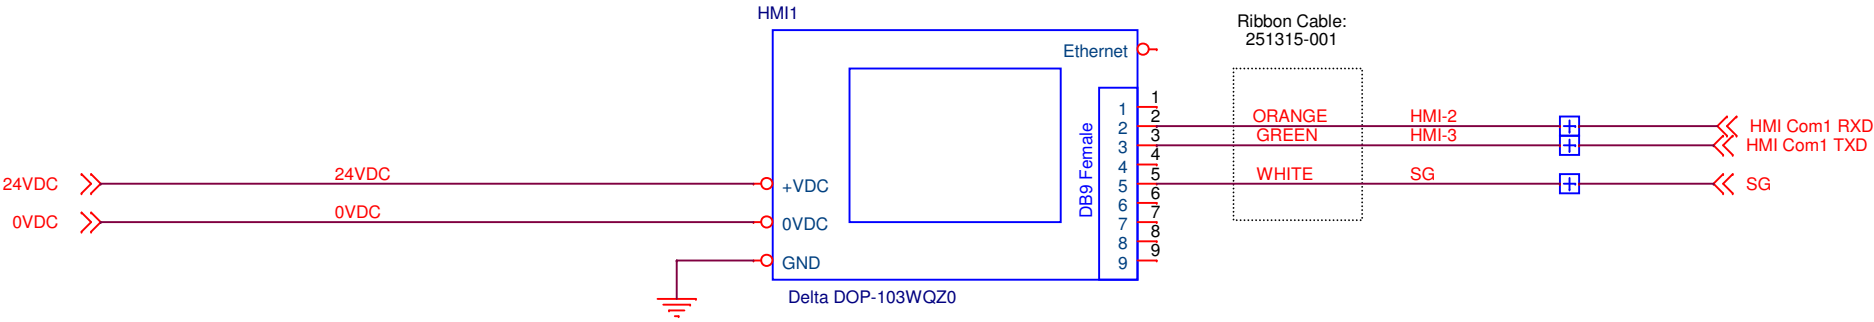 HMI1
Ribbon Cable:
251315-001
Ethernet
DB9 Female
1 1
2 2
3 3
4 4
5 5
6 6
7 7
8 8
9 9
ORANGE HMI-2 HMI Com1 RXD
GREEN HMI-3 HMI Com1 TXD
WHITE SG SG
24VDC 24VDC +VDC
0VDC 0VDC 0VDC
GND
Delta DOP-103WQZ0